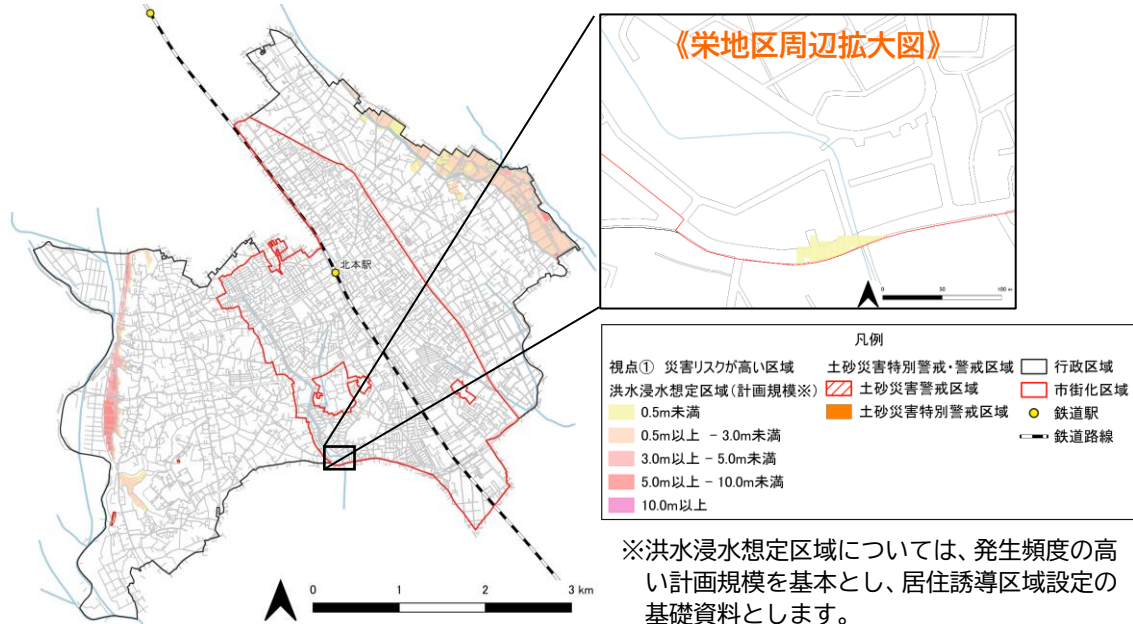 《栄地区周辺拡大図》
北本駅
0 50 100 m
凡例
視点① 災害リスクが高い区域
洪水浸水想定区域(計画規模※)
0.5m未満
0.5m以上 - 3.0m未満
3.0m以上 - 5.0m未満
5.0m以上 - 10.0m未満
10.0m以上
土砂災害特別警戒・警戒区域
土砂災害警戒区域
土砂災害特別警戒区域
行政区域
市街化区域
鉄道駅
鉄道路線
0 1 2 3 km
※洪水浸水想定区域については、発生頻度の高
い計画規模を基本とし、居住誘導区域設定の
基礎資料とします。